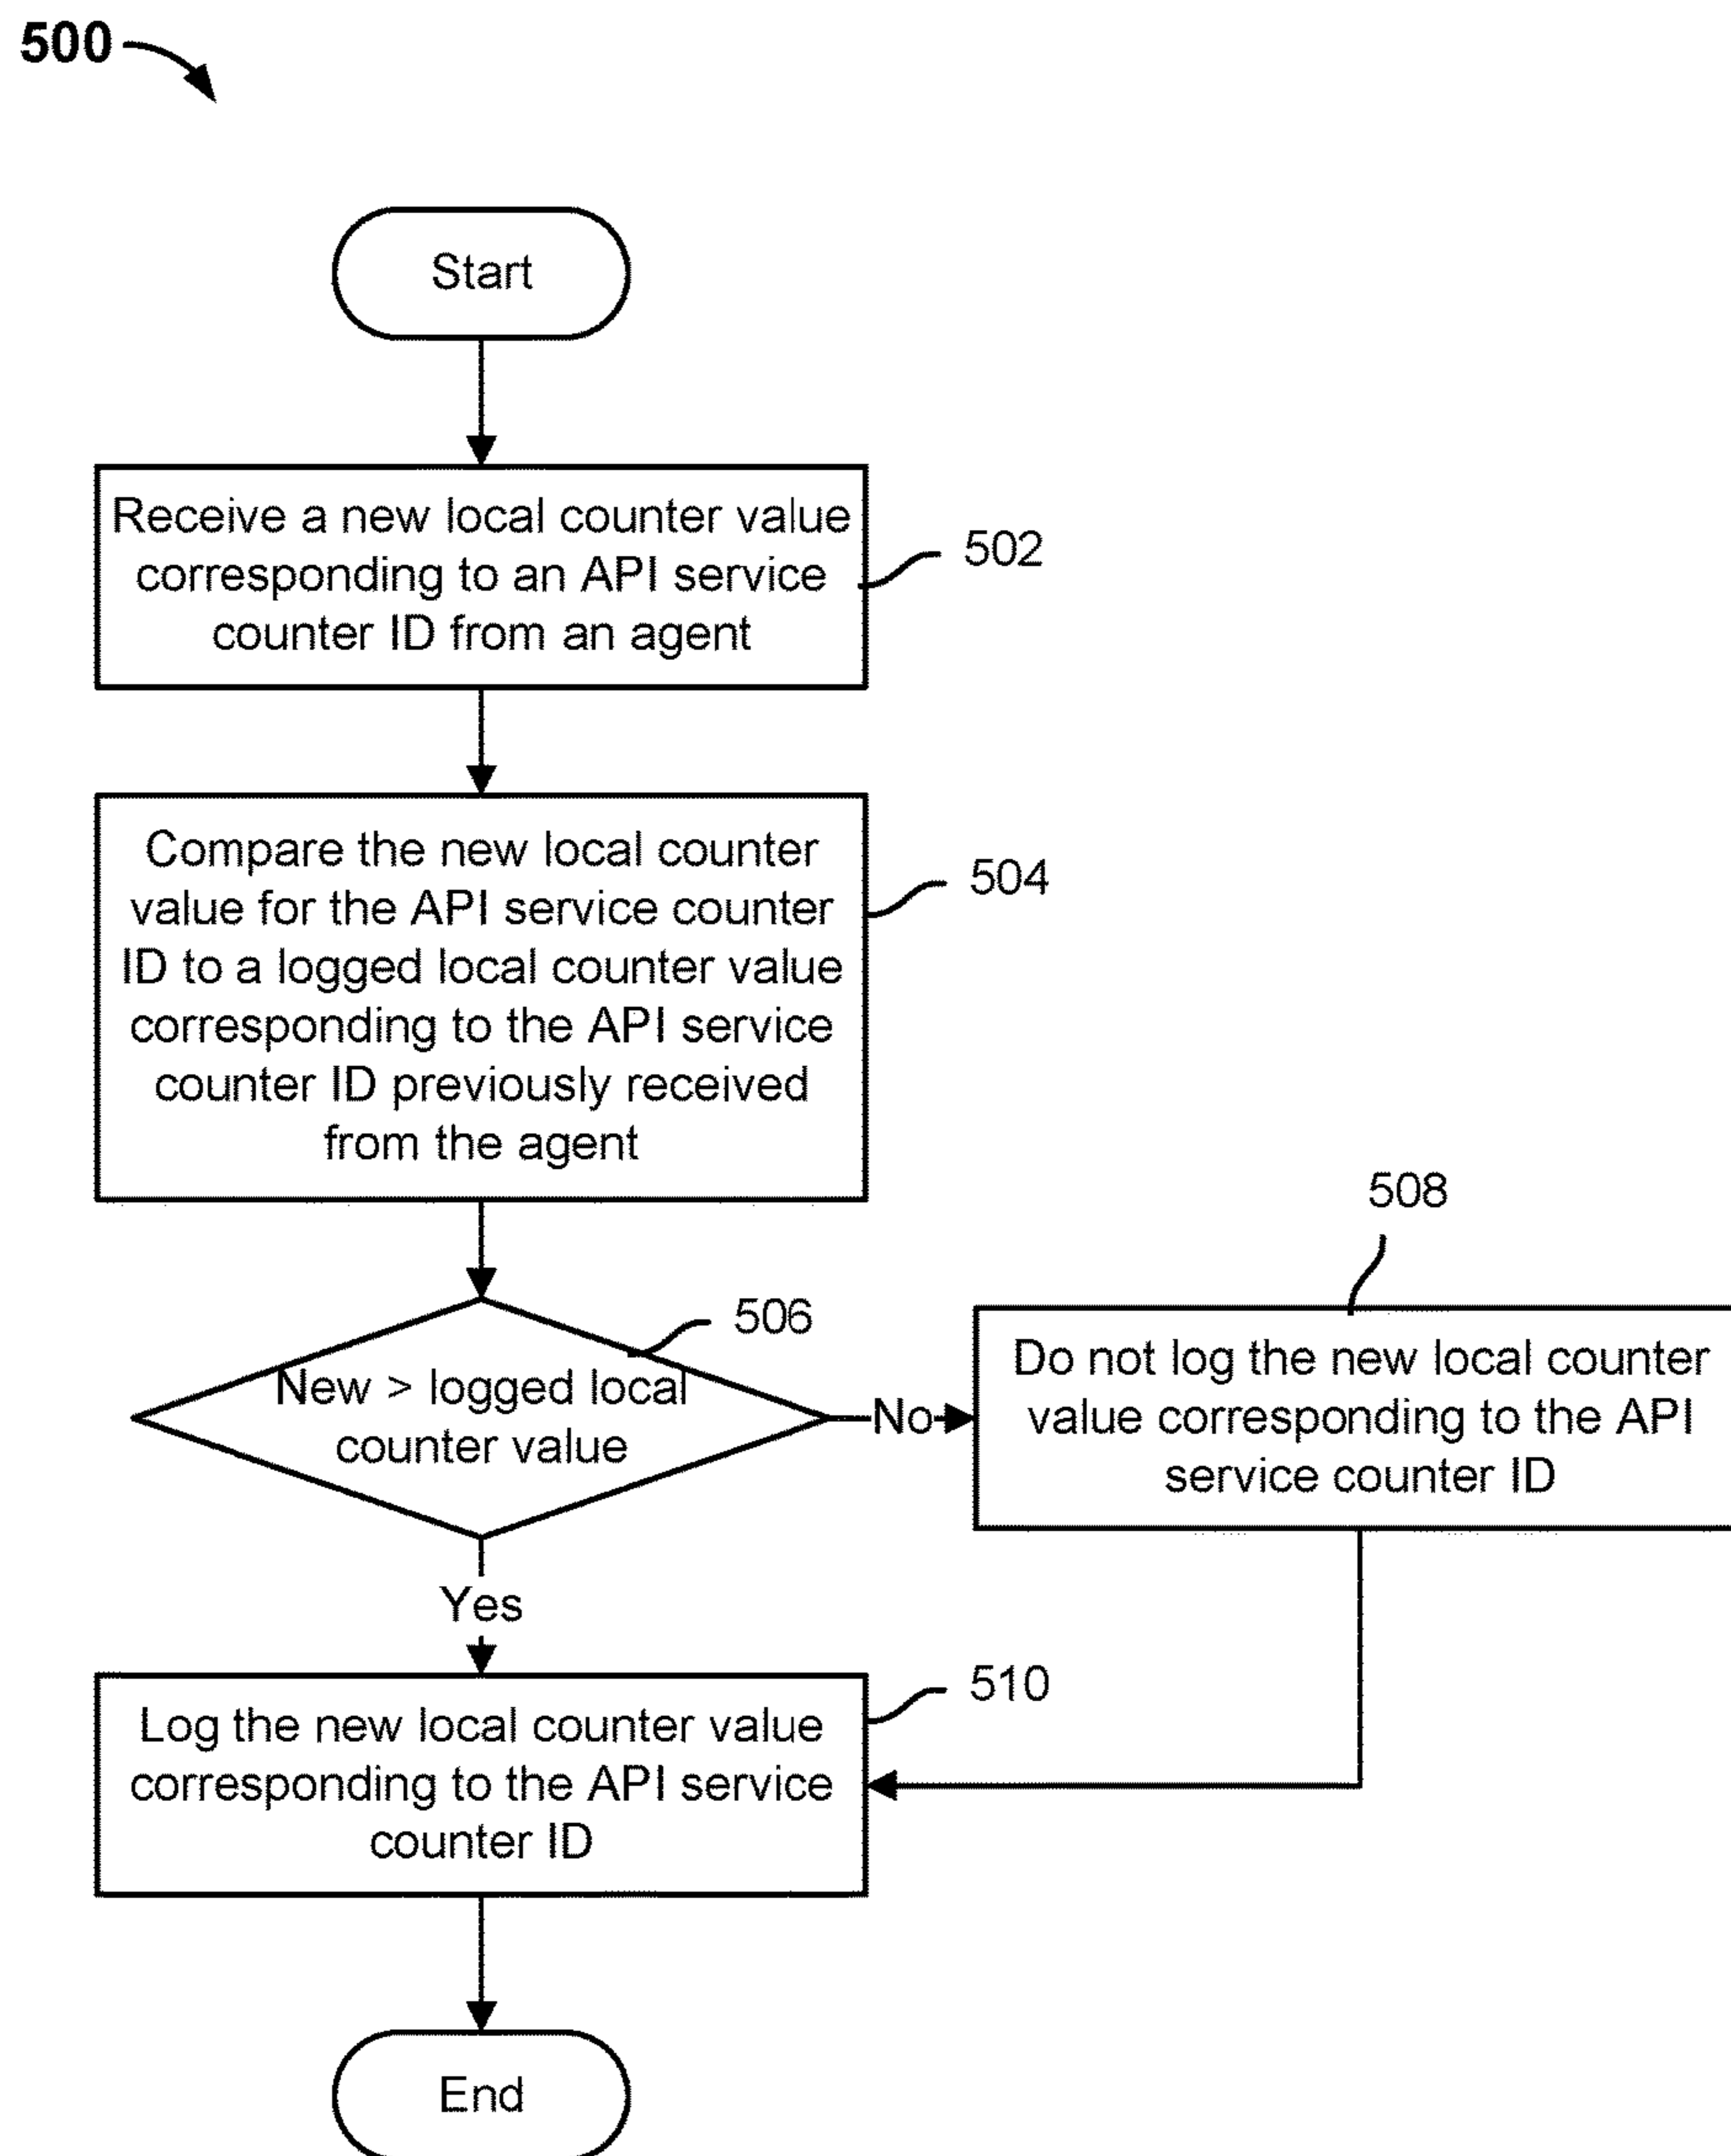 500
Start
Receive a new local counter value
corresponding to an API service
counter ID from an agent
502
Compare the new local counter
value for the API service counter
ID to a logged local counter value
corresponding to the API service
counter ID previously received
from the agent
504
506
New > logged local
counter value
No
508
Do not log the new local counter
value corresponding to the API
service counter ID
Yes
510
Log the new local counter value
corresponding to the API service
counter ID
End